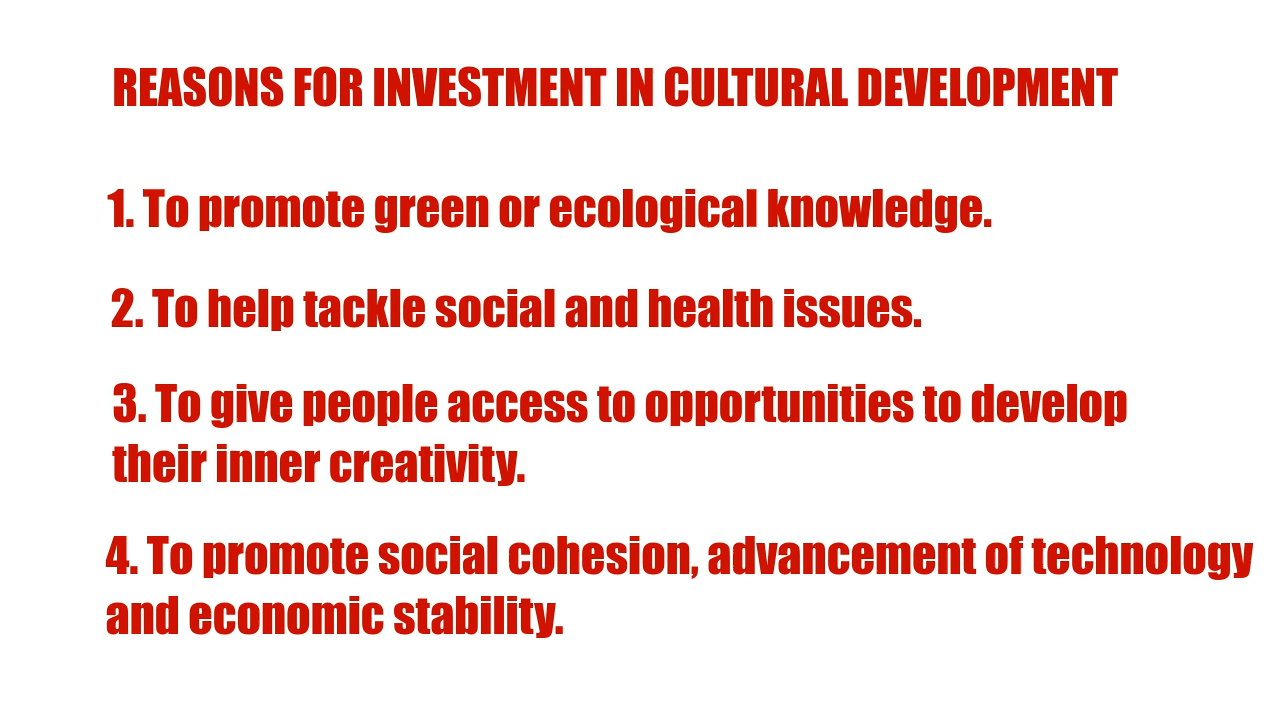 REASONS FOR INVESTMENT IN CULTURAL DEVELOPMENT
1. To promote green or ecological knowledge.
2. To help tackle social and health issues.
3. To give people access to opportunities to develop
their inner creativity.
4. To promote social cohesion, advancement of technology
and economic stability.